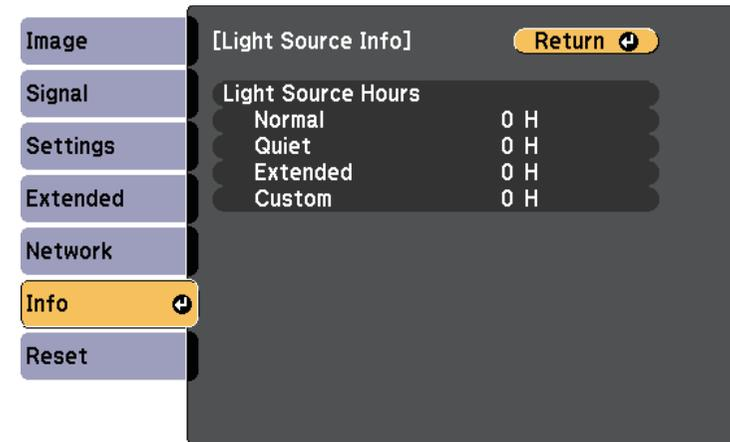 Image
Signal
Settings
Extended
Network
Info
Reset
[Light Source Info]
Return
Light Source Hours
Normal 0 H
Quiet 0 H
Extended 0 H
Custom 0 H